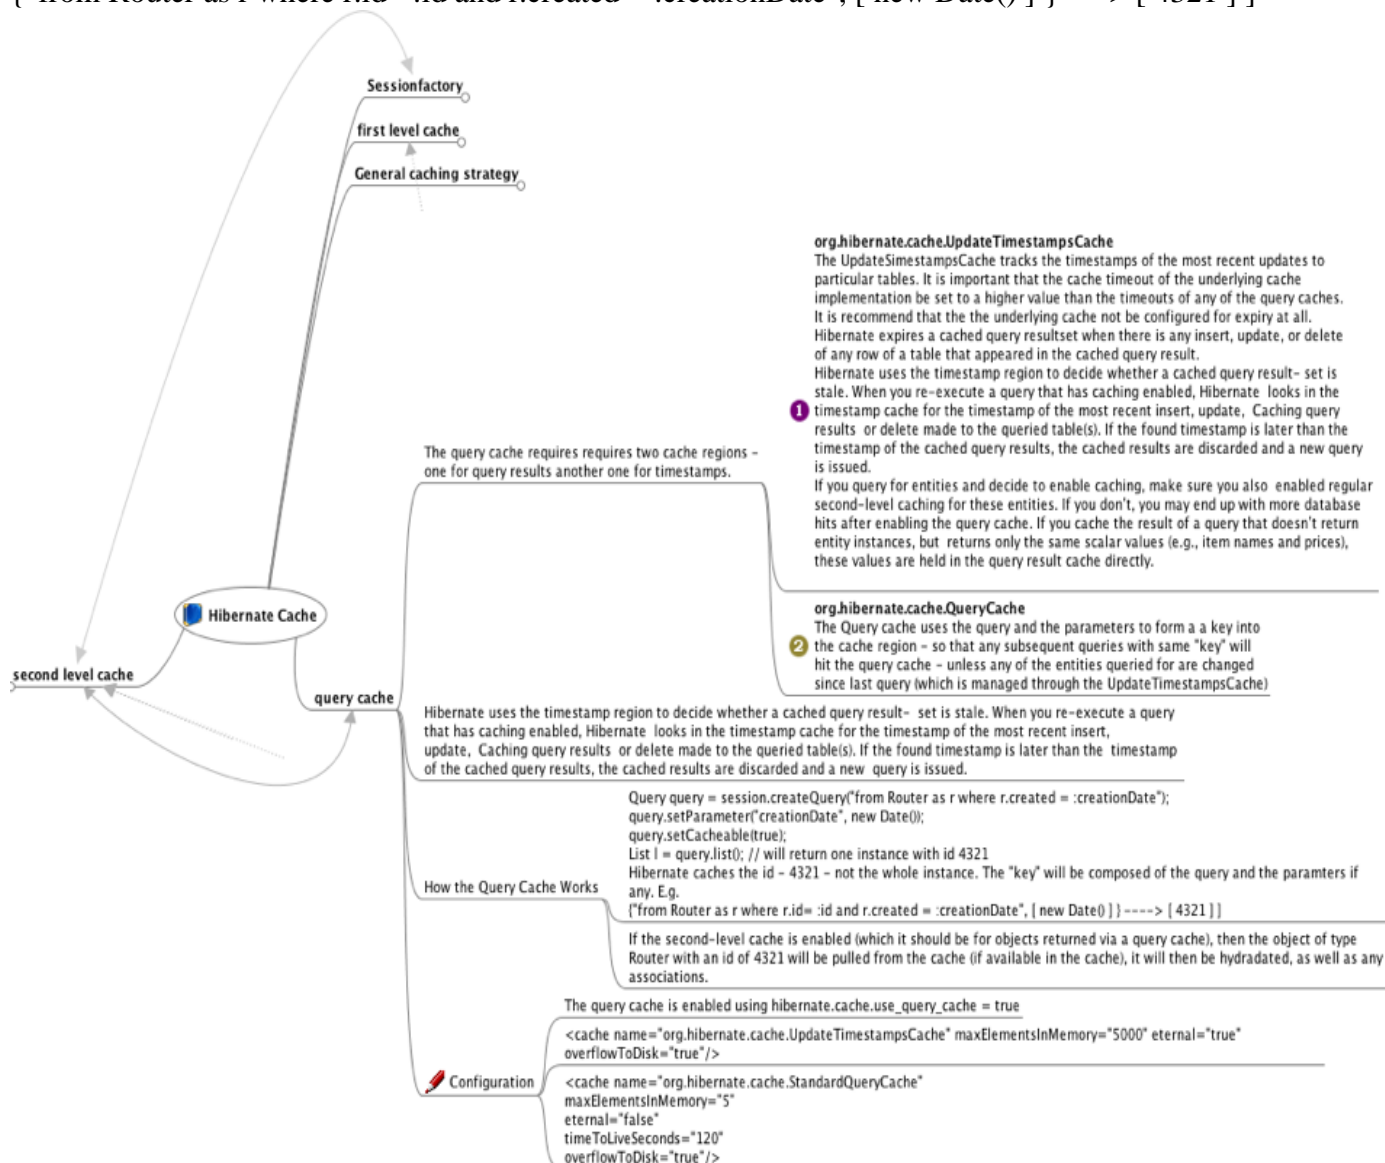 {"from Router as r where r.id= :id and r.created = :creationDate", [ new Date() ] } ----> [ 4321 ] ]
Sessionfactory
first level cache
General caching strategy
org.hibernate.cache.UpdateTimestampsCache
The UpdateSimestampsCache tracks the timestamps of the most recent updates to
particular tables. It is important that the cache timeout of the underlying cache
implementation be set to a higher value than the timeouts of any of the query caches.
It is recommend that the the underlying cache not be configured for expiry at all.
Hibernate expires a cached query resultset when there is any insert, update, or delete
of any row of a table that appeared in the cached query result.
Hibernate uses the timestamp region to decide whether a cached query result- set is
stale. When you re-execute a query that has caching enabled, Hibernate looks in the
1 timestamp cache for the timestamp of the most recent insert, update, Caching query
results or delete made to the queried table(s). If the found timestamp is later than the
timestamp of the cached query results, the cached results are discarded and a new query
is issued.
If you query for entities and decide to enable caching, make sure you also enabled regular
second-level caching for these entities. If you don't, you may end up with more database
hits after enabling the query cache. If you cache the result of a query that doesn't return
entity instances, but returns only the same scalar values (e.g., item names and prices),
these values are held in the query result cache directly.
The query cache requires requires two cache regions -
one for query results another one for timestamps.
org.hibernate.cache.QueryCache
The Query cache uses the query and the parameters to form a a key into
2 the cache region - so that any subsequent queries with same "key" will
hit the query cache - unless any of the entities queried for are changed
since last query (which is managed through the UpdateTimestampsCache)
Hibernate Cache
second level cache
query cache
Hibernate uses the timestamp region to decide whether a cached query result- set is stale. When you re-execute a query
that has caching enabled, Hibernate looks in the timestamp cache for the timestamp of the most recent insert,
update, Caching query results or delete made to the queried table(s). If the found timestamp is later than the timestamp
of the cached query results, the cached results are discarded and a new query is issued.
How the Query Cache Works
Query query = session.createQuery("from Router as r where r.created = :creationDate");
query.setParameter("creationDate", new Date());
query.setCacheable(true);
List l = query.list(); // will return one instance with id 4321
Hibernate caches the id - 4321 - not the whole instance. The "key" will be composed of the query and the paramters if
any. E.g.
{"from Router as r where r.id= :id and r.created = :creationDate", [ new Date() ] } ----> [ 4321 ] ]
If the second-level cache is enabled (which it should be for objects returned via a query cache), then the object of type
Router with an id of 4321 will be pulled from the cache (if available in the cache), it will then be hydradated, as well as any
associations.
Configuration
The query cache is enabled using hibernate.cache.use_query_cache = true
<cache name="org.hibernate.cache.UpdateTimestampsCache" maxElementsInMemory="5000" eternal="true"
overflowToDisk="true"/>
<cache name="org.hibernate.cache.StandardQueryCache"
maxElementsInMemory="5"
eternal="false"
timeToLiveSeconds="120"
overflowToDisk="true"/>